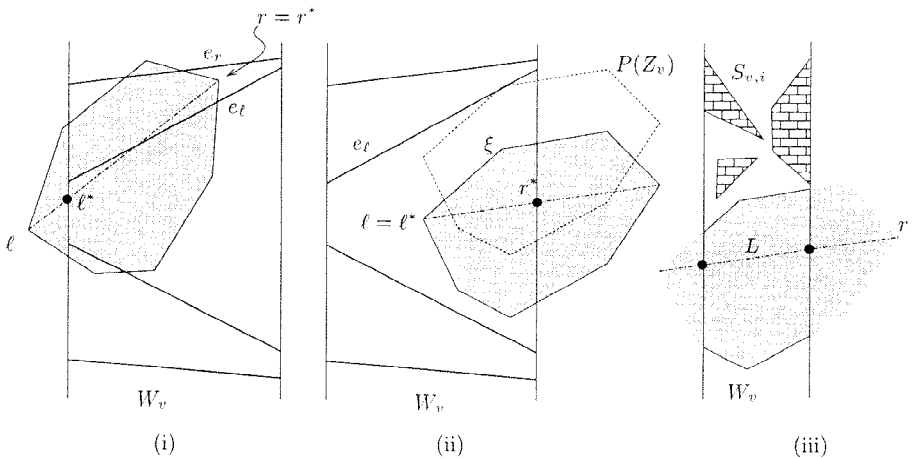 r = r*
e_r
e_ℓ
ℓ*
ℓ
W_v
(i)
P(Z_v)
e_ℓ
ξ
r*
ℓ = ℓ*
W_v
(ii)
S_{v,i}
r
L
W_v
(iii)